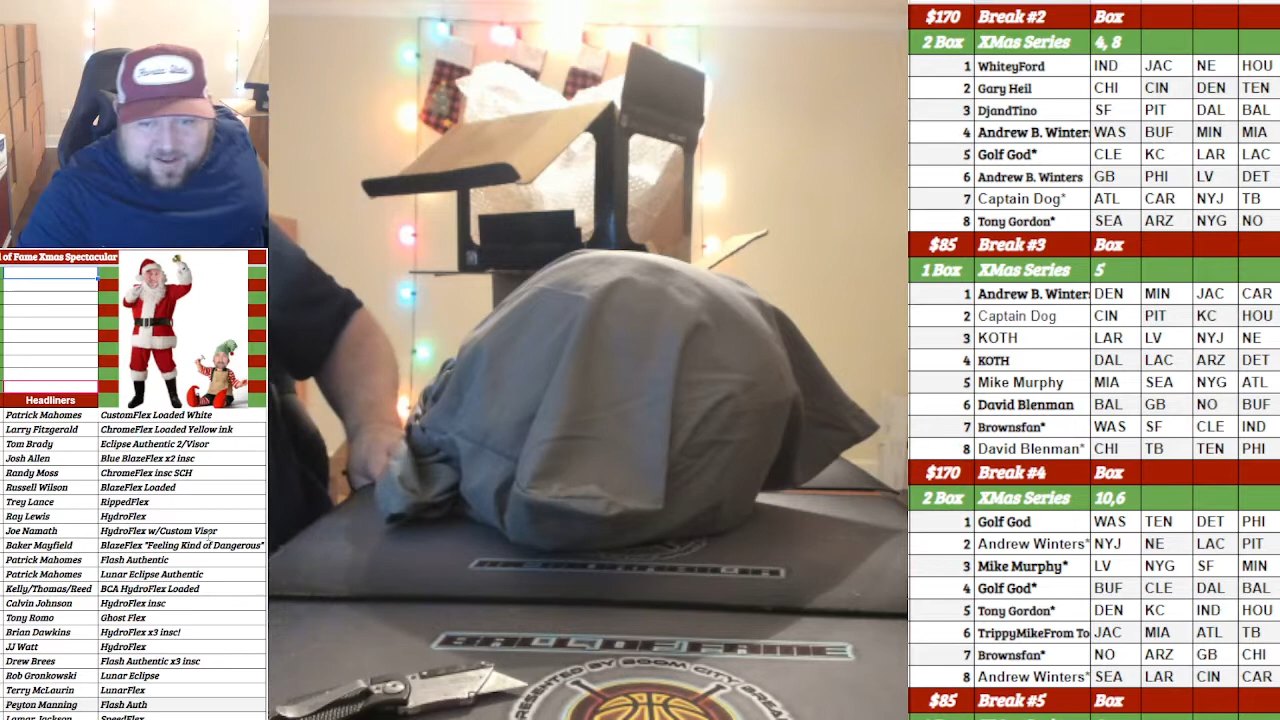 l of Fame Xmas Spectacular
Headliners
Patrick Mahomes CustomFlex Loaded White
Larry Fitzgerald ChromeFlex Loaded Yellow ink
Tom Brady Eclipse Authentic 2/Visor
Josh Allen Blue BlazeFlex x2 insc
Randy Moss ChromeFlex insc SCH
Russell Wilson BlazeFlex Loaded
Trey Lance RippedFlex
Ray Lewis HydroFlex
Joe Namath HydroFlex w/Custom Visor
Baker Mayfield BlazeFlex "Feeling Kind of Dangerous"
Patrick Mahomes Flash Authentic
Patrick Mahomes Lunar Eclipse Authentic
Kelly/Thomas/Reed BCA HydroFlex Loaded
Calvin Johnson HydroFlex insc
Tony Romo Ghost Flex
Brian Dawkins HydroFlex x3 insc!
JJ Watt HydroFlex
Drew Brees Flash Authentic x3 insc
Rob Gronkowski Lunar Eclipse
Terry McLaurin LunarFlex
Peyton Manning Flash Auth
Lamar Jackson SpeedFlex
PRESENTED BY BOOM CITY BREA
$170 Break #2 Box
2 Box XMas Series 4, 8
1 WhiteyFord IND JAC NE HOU
2 Gary Heil CHI CIN DEN TEN
3 DjandTino SF PIT DAL BAL
4 Andrew B. Winters WAS BUF MIN MIA
5 Golf God* CLE KC LAR LAC
6 Andrew B. Winters GB PHI LV DET
7 Captain Dog* ATL CAR NYJ TB
8 Tony Gordon* SEA ARZ NYG NO
$85 Break #3 Box
1 Box XMas Series 5
1 Andrew B. Winters DEN MIN JAC CAR
2 Captain Dog CIN PIT KC HOU
3 KOTH LAR LV NYJ NE
4 KOTH DAL LAC ARZ DET
5 Mike Murphy MIA SEA NYG ATL
6 David Blenman BAL GB NO BUF
7 Brownsfan* WAS SF CLE IND
8 David Blenman* CHI TB TEN PHI
$170 Break #4 Box
2 Box XMas Series 10,6
1 Golf God WAS TEN DET PHI
2 Andrew Winters* NYJ NE LAC PIT
3 Mike Murphy* LV NYG SF MIN
4 Golf God* BUF CLE DAL BAL
5 Tony Gordon* DEN KC IND HOU
6 TrippyMikeFrom To JAC MIA ATL TB
7 Brownsfan* NO ARZ GB CHI
8 Andrew Winters* SEA LAR CIN CAR
$85 Break #5 Box